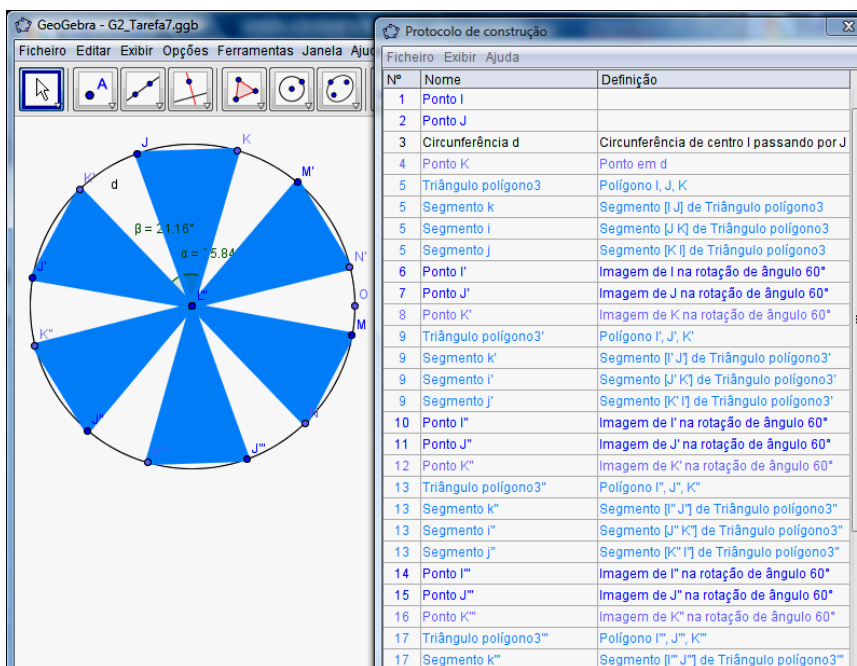 GeoGebra - G2_Tarefa7.ggb
Ficheiro Editar Exibir Opções Ferramentas Janela
A
J
K
K'
d
M'
β = 24.16°
α =
5.84
N'
J'
L'''
O
M
K''
J''
J'''
Protocolo de construção
Ficheiro Exibir Ajuda
Nº Nome Definição
1 Ponto I
2 Ponto J
3 Circunferência d Circunferência de centro I passando por J
4 Ponto K Ponto em d
5 Triângulo polígono3 Polígono I, J, K
5 Segmento k Segmento [I J] de Triângulo polígono3
5 Segmento i Segmento [J K] de Triângulo polígono3
5 Segmento j Segmento [K I] de Triângulo polígono3
6 Ponto I' Imagem de I na rotação de ângulo 60°
7 Ponto J' Imagem de J na rotação de ângulo 60°
8 Ponto K' Imagem de K na rotação de ângulo 60°
9 Triângulo polígono3' Polígono I', J', K'
9 Segmento k' Segmento [I' J'] de Triângulo polígono3'
9 Segmento i' Segmento [J' K'] de Triângulo polígono3'
9 Segmento j' Segmento [K' I'] de Triângulo polígono3'
10 Ponto I'' Imagem de I' na rotação de ângulo 60°
11 Ponto J'' Imagem de J' na rotação de ângulo 60°
12 Ponto K'' Imagem de K' na rotação de ângulo 60°
13 Triângulo polígono3'' Polígono I'', J'', K''
13 Segmento k'' Segmento [I'' J''] de Triângulo polígono3''
13 Segmento i'' Segmento [J'' K''] de Triângulo polígono3''
13 Segmento j'' Segmento [K'' I''] de Triângulo polígono3''
14 Ponto I''' Imagem de I'' na rotação de ângulo 60°
15 Ponto J''' Imagem de J'' na rotação de ângulo 60°
16 Ponto K''' Imagem de K'' na rotação de ângulo 60°
17 Triângulo polígono3''' Polígono I''', J''', K'''
17 Segmento k''' Segmento [I''' J'''] de Triângulo polígono3'''